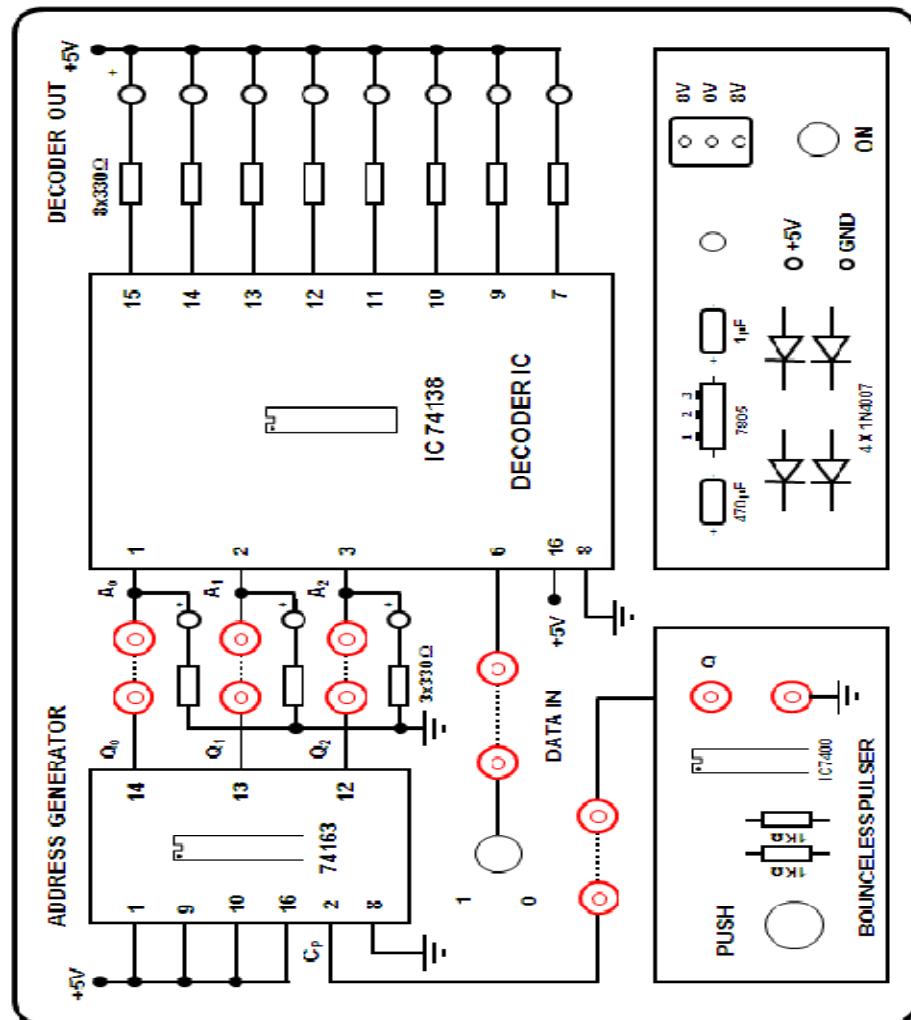 ADDRESS GENERATOR
DECODER OUT
+5V
+5V
8x330Ω
+
1
9
10
16
2
8
Cp
74163
14
13
12
Q₀
Q₁
Q₂
A₀
A₁
A₂
+
+
+
3x330Ω
1
2
3
6
16
8
+5V
IC 74138
DECODER IC
15
14
13
12
11
10
9
7
DATA IN
1
0
PUSH
1KΩ
1KΩ
IC7400
Q
BOUNCELESS PULSER
+
470µF
1 2 3
7805
+
1µF
4 X 1N4007
+5V
GND
8V
0V
8V
ON